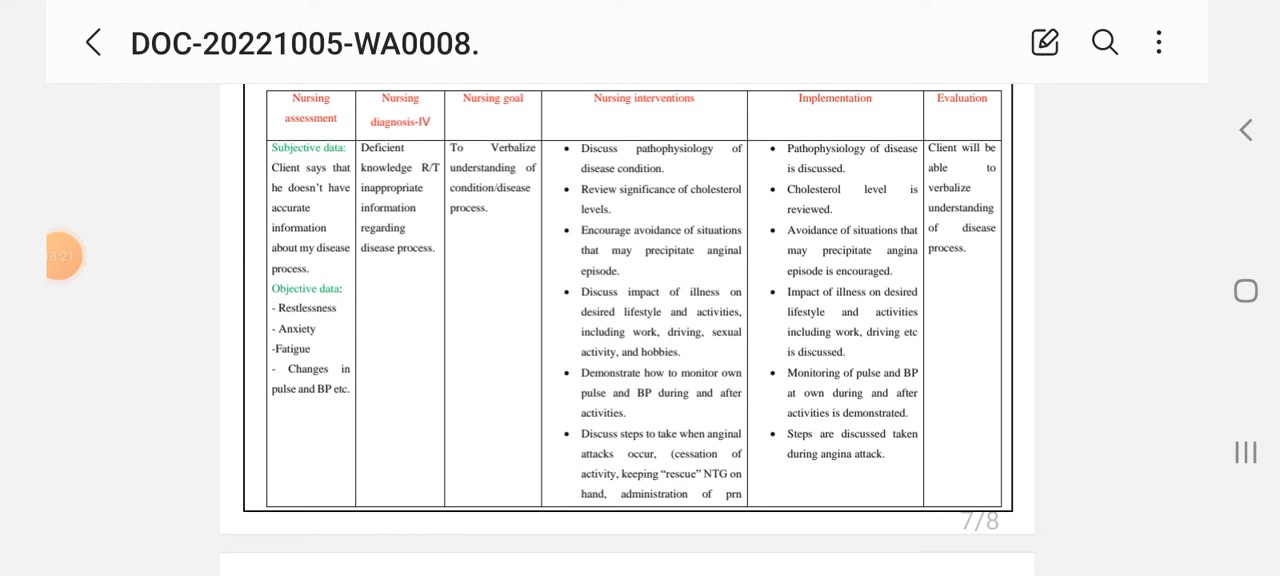 DOC-20221005-WA0008.
3:21
Nursing assessment
Nursing diagnosis-IV
Nursing goal
Nursing interventions
Implementation
Evaluation
Subjective data:
Client says that
he doesn't have
accurate
information
about my disease
process.
Objective data:
- Restlessness
- Anxiety
-Fatigue
- Changes in
pulse and BP etc.
Deficient
knowledge R/T
inappropriate
information
regarding
disease process.
To Verbalize
understanding of
condition/disease
process.
• Discuss pathophysiology of
disease condition.
• Review significance of cholesterol
levels.
• Encourage avoidance of situations
that may precipitate anginal
episode.
• Discuss impact of illness on
desired lifestyle and activities,
including work, driving, sexual
activity, and hobbies.
• Demonstrate how to monitor own
pulse and BP during and after
activities.
• Discuss steps to take when anginal
attacks occur, (cessation of
activity, keeping “rescue” NTG on
hand, administration of prn
• Pathophysiology of disease
is discussed.
• Cholesterol level is
reviewed.
• Avoidance of situations that
may precipitate angina
episode is encouraged.
• Impact of illness on desired
lifestyle and activities
including work, driving etc
is discussed.
• Monitoring of pulse and BP
at own during and after
activities is demonstrated.
• Steps are discussed taken
during angina attack.
Client will be
able to
verbalize
understanding
of disease
process.
7/8